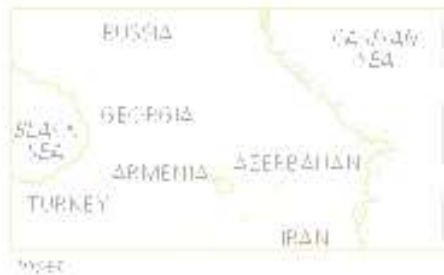 RUSSIA
CASPIAN
SEA
GEORGIA
BLACK
SEA
ARMENIA
AZERBAIJAN
TURKEY
IRAN